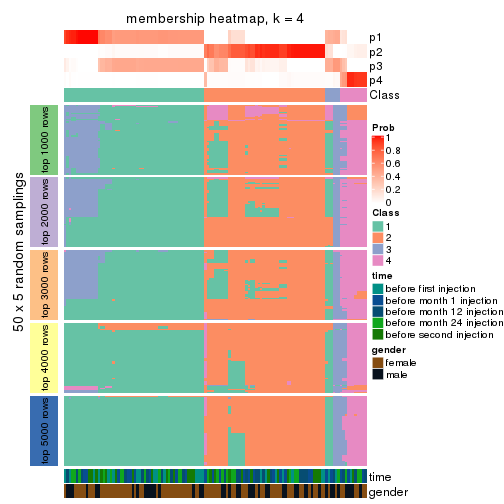 membership heatmap, k = 4
p1
p2
p3
p4
Class
50 x 5 random samplings
top 1000 rows
top 2000 rows
top 3000 rows
top 4000 rows
top 5000 rows
Prob
1
0.8
0.6
0.4
0.2
0
Class
1
2
3
4
time
before first injection
before month 1 injection
before month 12 injection
before month 24 injection
before second injection
gender
female
male
time
gender